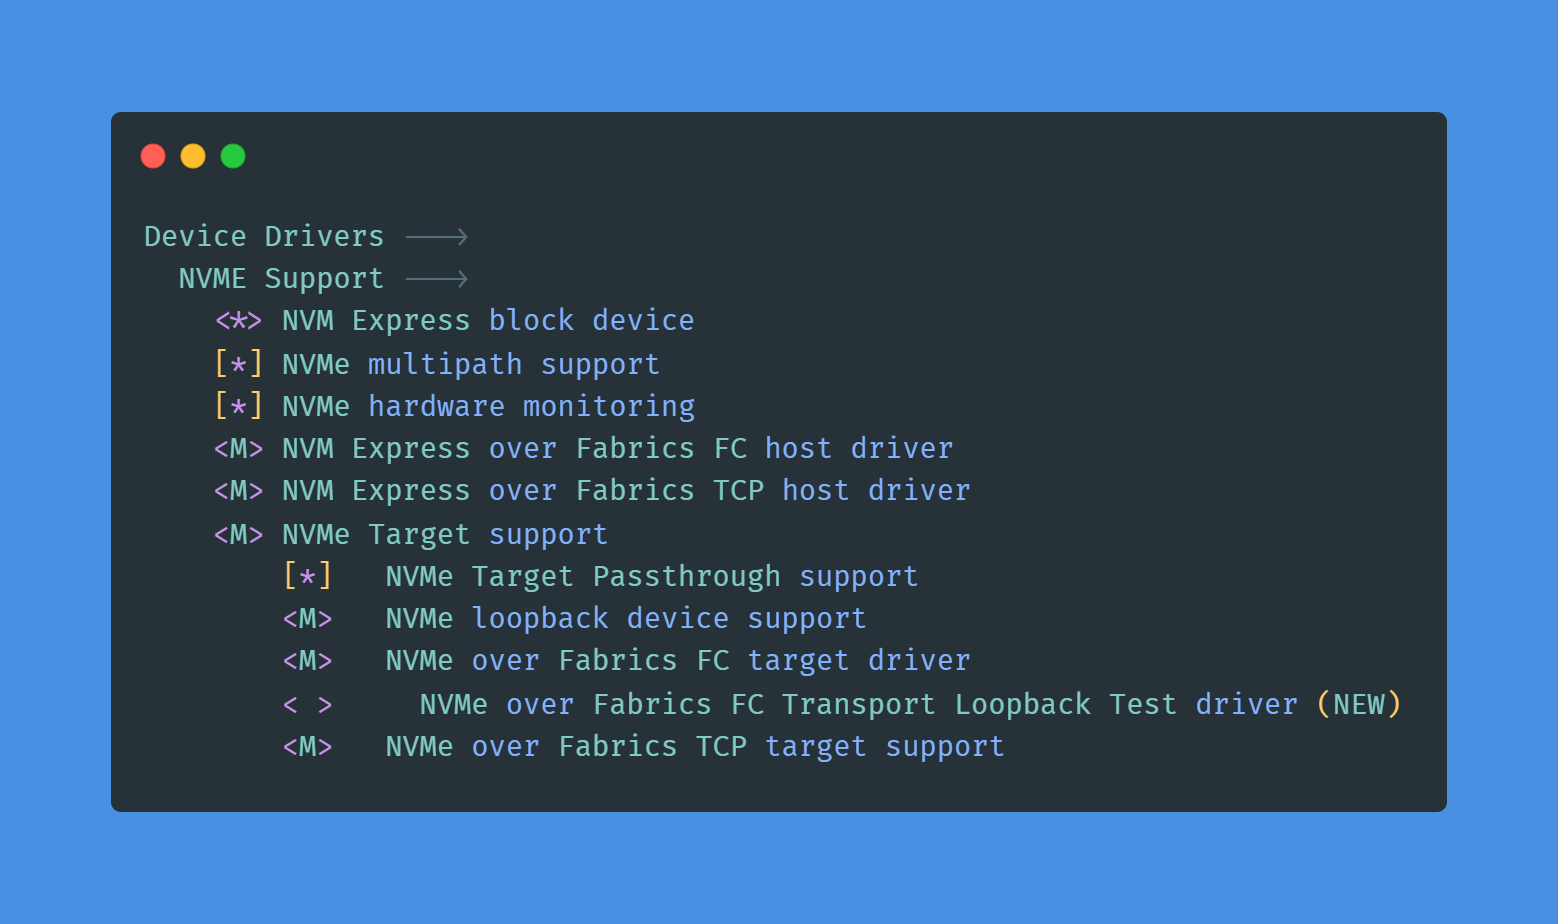 Device Drivers --->
  NVME Support --->
    <*> NVM Express block device
    [*] NVMe multipath support
    [*] NVMe hardware monitoring
    <M> NVM Express over Fabrics FC host driver
    <M> NVM Express over Fabrics TCP host driver
    <M> NVMe Target support
        [*]   NVMe Target Passthrough support
        <M>   NVMe loopback device support
        <M>   NVMe over Fabrics FC target driver
        < >     NVMe over Fabrics FC Transport Loopback Test driver (NEW)
        <M>   NVMe over Fabrics TCP target support